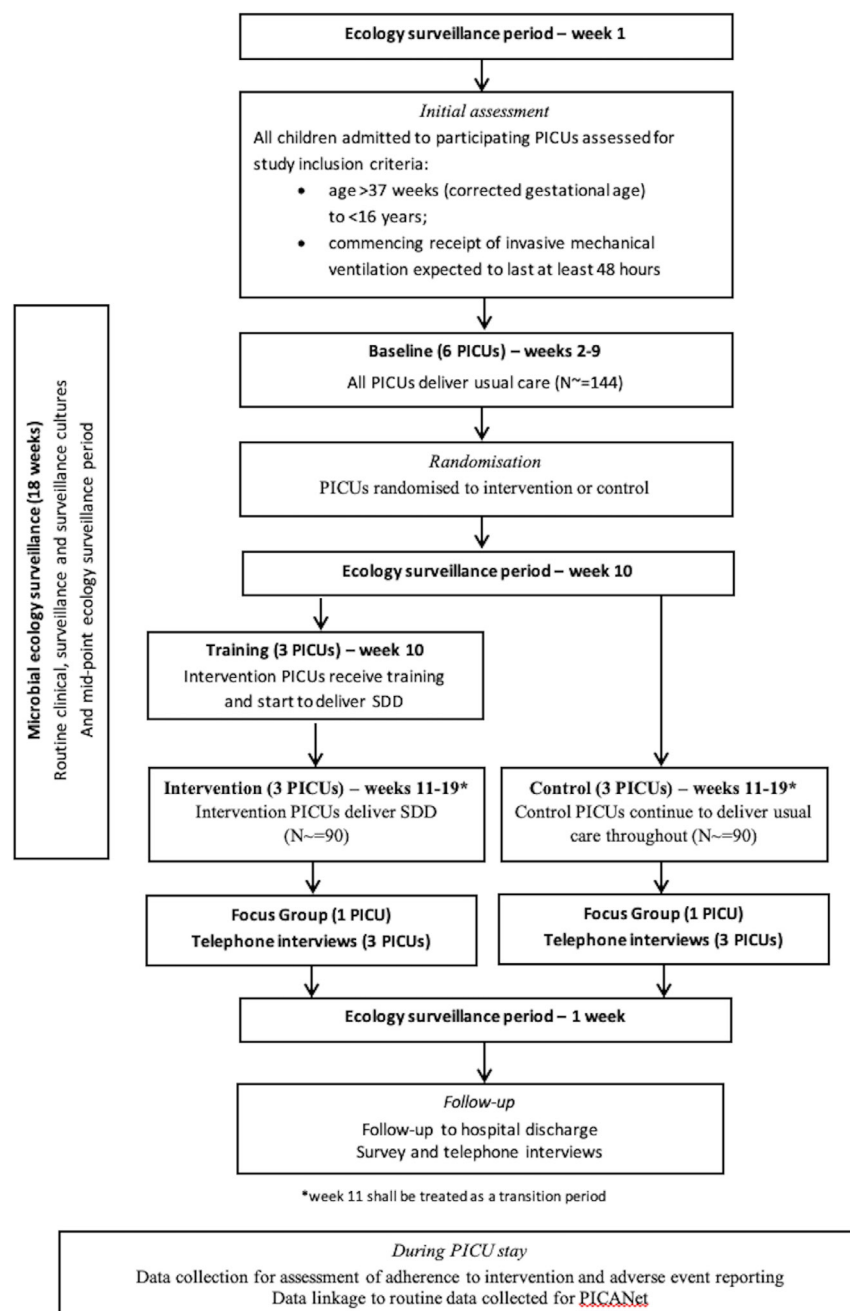 Ecology surveillance period – week 1
Initial assessment
All children admitted to participating PICUs assessed for
study inclusion criteria:
• age >37 weeks (corrected gestational age)
to <16 years;
• commencing receipt of invasive mechanical
ventilation expected to last at least 48 hours
Microbial ecology surveillance (18 weeks)
Routine clinical, surveillance and surveillance cultures
And mid-point ecology surveillance period
Baseline (6 PICUs) – weeks 2-9
All PICUs deliver usual care (N~=144)
Randomisation
PICUs randomised to intervention or control
Ecology surveillance period – week 10
Training (3 PICUs) – week 10
Intervention PICUs receive training
and start to deliver SDD
Intervention (3 PICUs) – weeks 11-19*
Intervention PICUs deliver SDD
(N~=90)
Control (3 PICUs) – weeks 11-19*
Control PICUs continue to deliver usual
care throughout (N~=90)
Focus Group (1 PICU)
Telephone interviews (3 PICUs)
Focus Group (1 PICU)
Telephone interviews (3 PICUs)
Ecology surveillance period – 1 week
Follow-up
Follow-up to hospital discharge
Survey and telephone interviews
*week 11 shall be treated as a transition period
During PICU stay
Data collection for assessment of adherence to intervention and adverse event reporting
Data linkage to routine data collected for PICANet